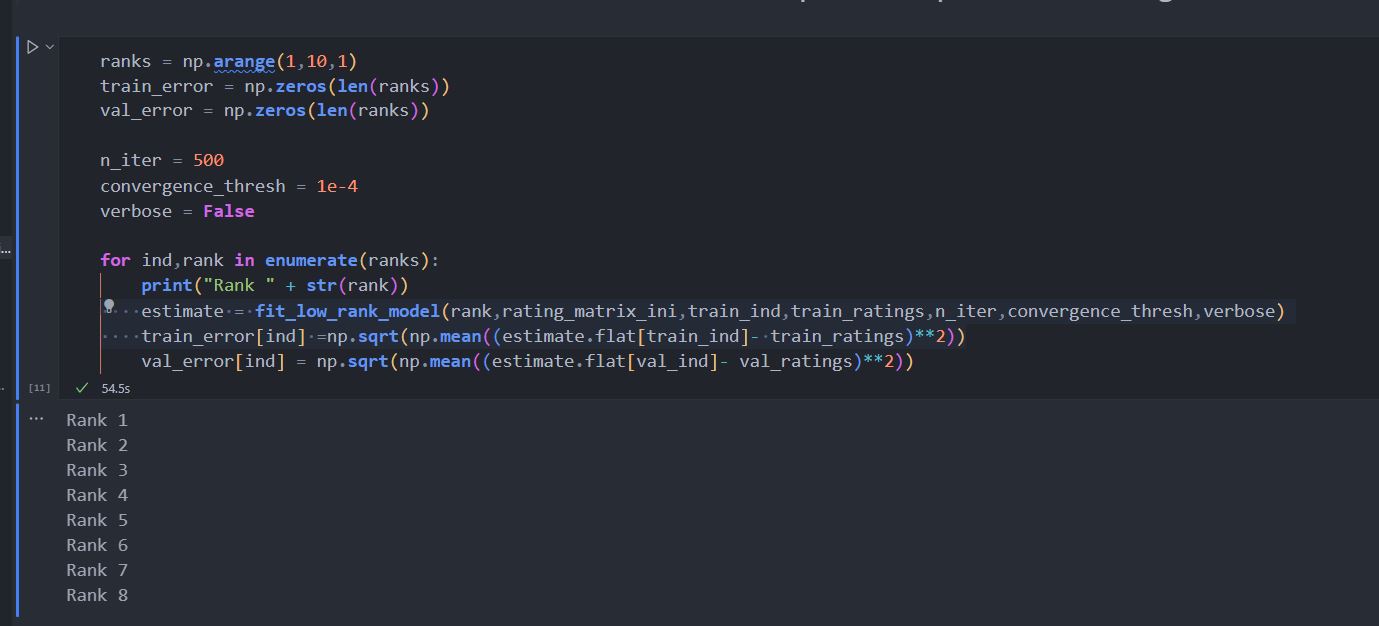 ranks = np.arange(1,10,1)
train_error = np.zeros(len(ranks))
val_error = np.zeros(len(ranks))
n_iter = 500
convergence_thresh = 1e-4
verbose = False
for ind,rank in enumerate(ranks):
print("Rank " + str(rank))
estimate = fit_low_rank_model(rank,rating_matrix_ini,train_ind,train_ratings,n_iter,convergence_thresh,verbose)
train_error[ind] =np.sqrt(np.mean((estimate.flat[train_ind]- train_ratings)**2))
val_error[ind] = np.sqrt(np.mean((estimate.flat[val_ind]- val_ratings)**2))
[11] 54.5s
Rank 1
Rank 2
Rank 3
Rank 4
Rank 5
Rank 6
Rank 7
Rank 8